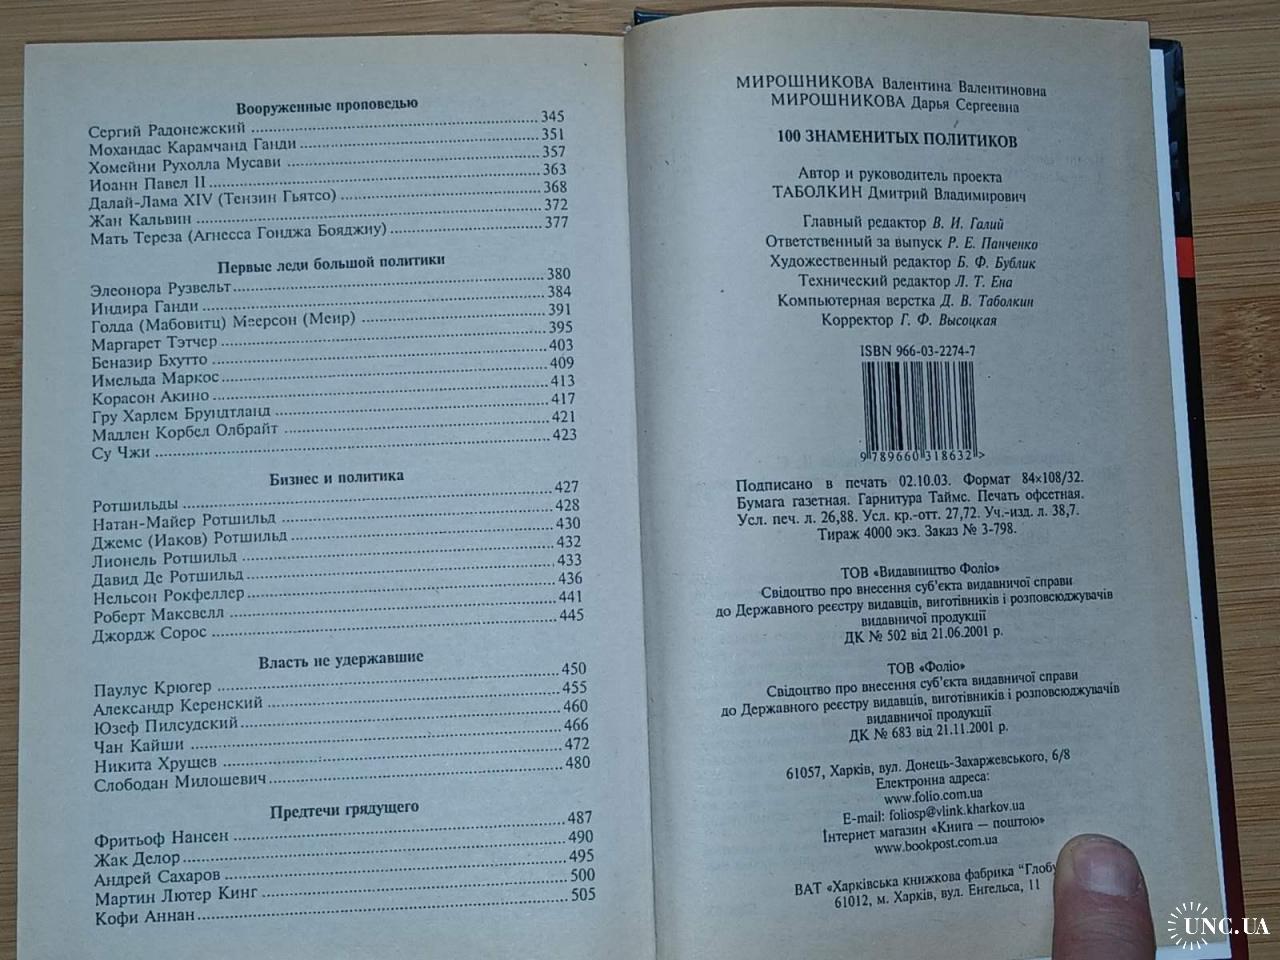 Вооруженные проповедью
Сергий Радонежский 345
Мохандас Карамчанд Ганди 351
Хомейни Рухолла Мусави 357
Иоанн Павел II 363
Далай-Лама XIV (Тензин Гьятсо) 368
Жан Кальвин 372
Мать Тереза (Агнесса Гонджа Бояджиу) 377
Первые леди большой политики
Элеонора Рузвельт 380
Индира Ганди 384
Голда (Мабовитц) Меерсон (Меир) 391
Маргарет Тэтчер 395
Беназир Бхутто 403
Имельда Маркос 409
Корасон Акино 413
Гру Харлем Брундтланд 417
Мадлен Корбел Олбрайт 421
Су Чжи 423
Бизнес и политика
Ротшильды 427
Натан-Майер Ротшильд 428
Джемс (Иаков) Ротшильд 430
Лионель Ротшильд 432
Давид Де Ротшильд 433
Нельсон Рокфеллер 436
Роберт Максвелл 441
Джордж Сорос 445
Власть не удержавшие
Паулус Крюгер 450
Александр Керенский 455
Юзеф Пилсудский 460
Чан Кайши 466
Никита Хрущев 472
Слободан Милошевич 480
Предтечи грядущего
Фритьоф Нансен 487
Жак Делор 490
Андрей Сахаров 495
Мартин Лютер Кинг 500
Кофи Аннан 505
МИРОШНИКОВА Валентина Валентиновна
МИРОШНИКОВА Дарья Сергеевна
100 ЗНАМЕНИТЫХ ПОЛИТИКОВ
Автор и руководитель проекта
ТАБОЛКИН Дмитрий Владимирович
Главный редактор В. И. Галий
Ответственный за выпуск Р. Е. Панченко
Художественный редактор Б. Ф. Бублик
Технический редактор Л. Т. Ена
Компьютерная верстка Д. В. Таболкин
Корректор Г. Ф. Высоцкая
ISBN 966-03-2274-7
9 789660 318632 >
Подписано в печать 02.10.03. Формат 84×108/32.
Бумага газетная. Гарнитура Таймс. Печать офсетная.
Усл. печ. л. 26,88. Усл. кр.-отт. 27,72. Уч.-изд. л. 38,7.
Тираж 4000 экз. Заказ № 3-798.
ТОВ «Видавництво Фоліо»
Свідоцтво про внесення суб'єкта видавничої справи
до Державного реєстру видавців, виготівників і розповсюджувачів
видавничої продукції
ДК № 502 від 21.06.2001 р.
ТОВ «Фоліо»
Свідоцтво про внесення суб'єкта видавничої справи
до Державного реєстру видавців, виготівників і розповсюджувачів
видавничої продукції
ДК № 683 від 21.11.2001 р.
61057, Харків, вул. Донець-Захаржевського, 6/8
Електронна адреса:
www.folio.com.ua
E-mail: foliosp@vlink.kharkov.ua
Інтернет магазин «Книга — поштою»
www.bookpost.com.ua
ВАТ «Харківська книжкова фабрика "Глобу
61012, м. Харків, вул. Енгельса, 11
UNC.UA